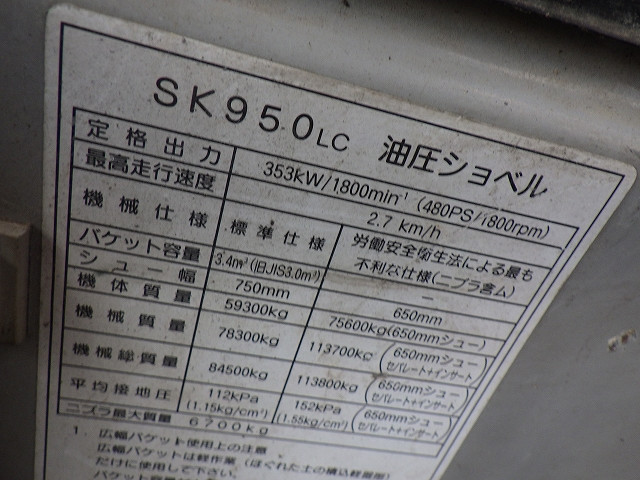 SK950LC 油圧ショベル
定格出力 353kW/1800min⁻¹ (480PS/1800rpm)
最高走行速度 2.7 km/h
機械仕様 標準仕様 労働安全衛生法による最も
不利な仕様(ニブラ含ム)
バケット容量 3.4m³(旧JIS3.0m³) —
シュー幅 750mm 650mm
機体質量 59300kg 75600kg(650mmシュー)
機械質量 78300kg 113700kg (650mmシュー
セパレート+インサート)
機械総質量 84500kg 113800kg (650mmシュー
セパレート+インサート)
平均接地圧 112kPa
(1.15kg/cm²) 152kPa
(1.55kg/cm²) (650mmシュー
セパレート+インサート)
ニブラ最大質量 6700kg
1. 広幅バケット使用上の注意
広幅バケットは軽作業(ほぐれた土の積込軽量掘
だけに使用して下さい。
バケット容量